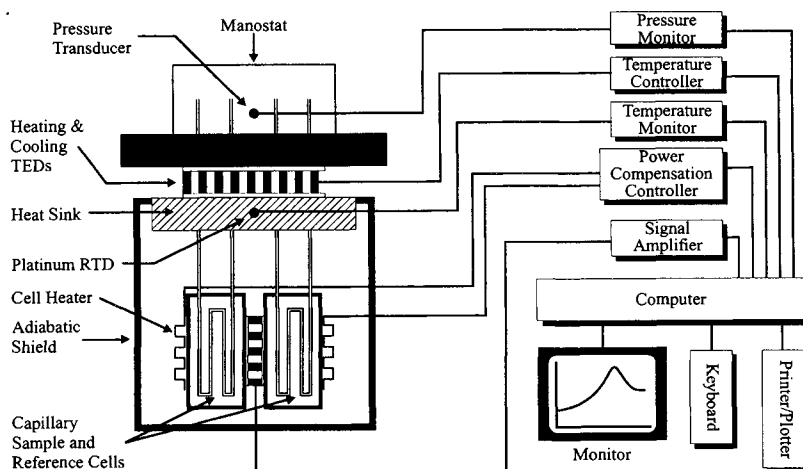 Pressure
Transducer
Manostat
Heating &
Cooling
TEDs
Heat Sink
Platinum RTD
Cell Heater
Adiabatic
Shield
Capillary
Sample and
Reference Cells
Pressure
Monitor
Temperature
Controller
Temperature
Monitor
Power
Compensation
Controller
Signal
Amplifier
Computer
Monitor
Keyboard
Printer/Plotter